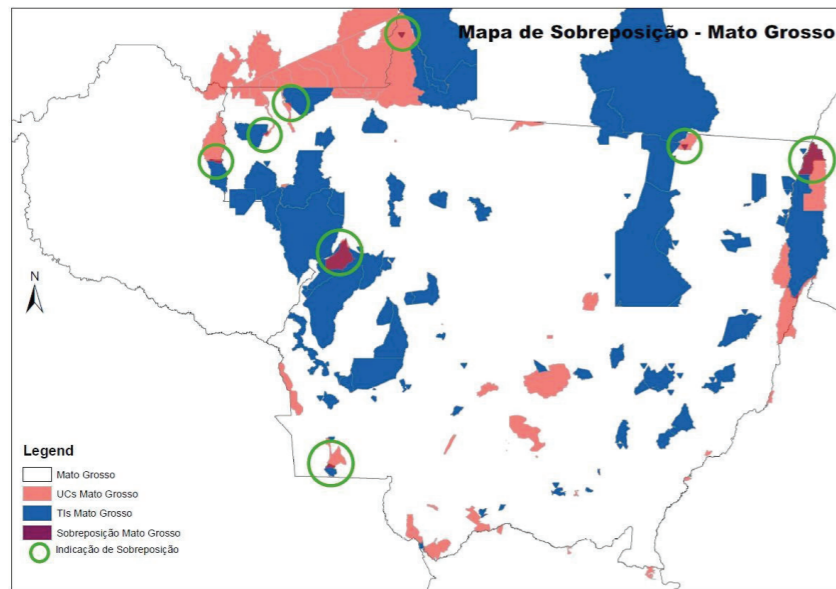 Mapa de Sobreposição - Mato Grosso
N
Legend
Mato Grosso
UCs Mato Grosso
TIs Mato Grosso
Sobreposição Mato Grosso
Indicação de Sobreposição